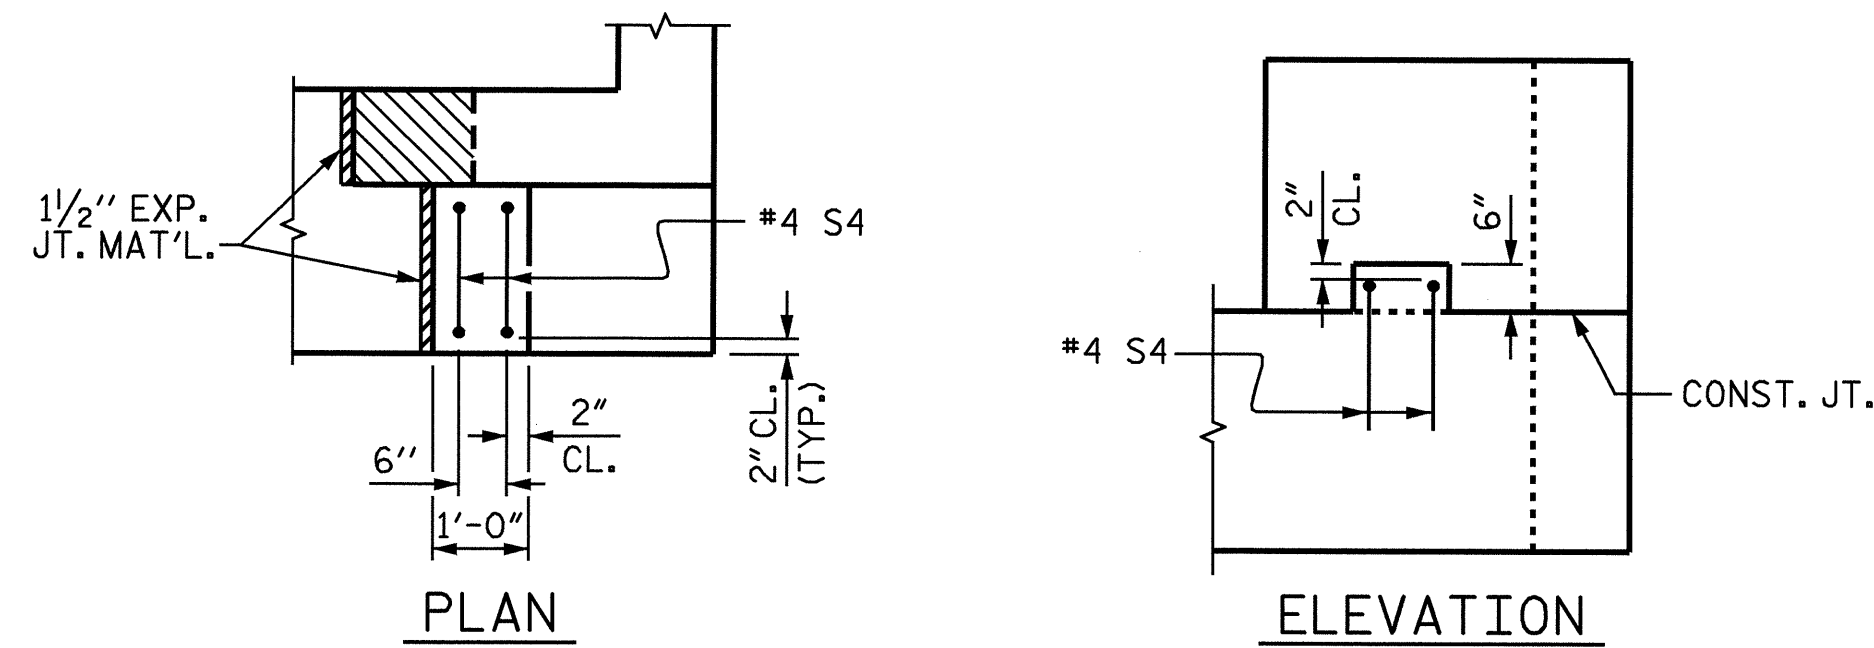 1½" EXP.
JT. MAT'L.
#4 S4
2"
CL.
6"
1'-0"
2" CL.
(TYP.)
PLAN
2"
CL.
6"
#4 S4
CONST. JT.
ELEVATION